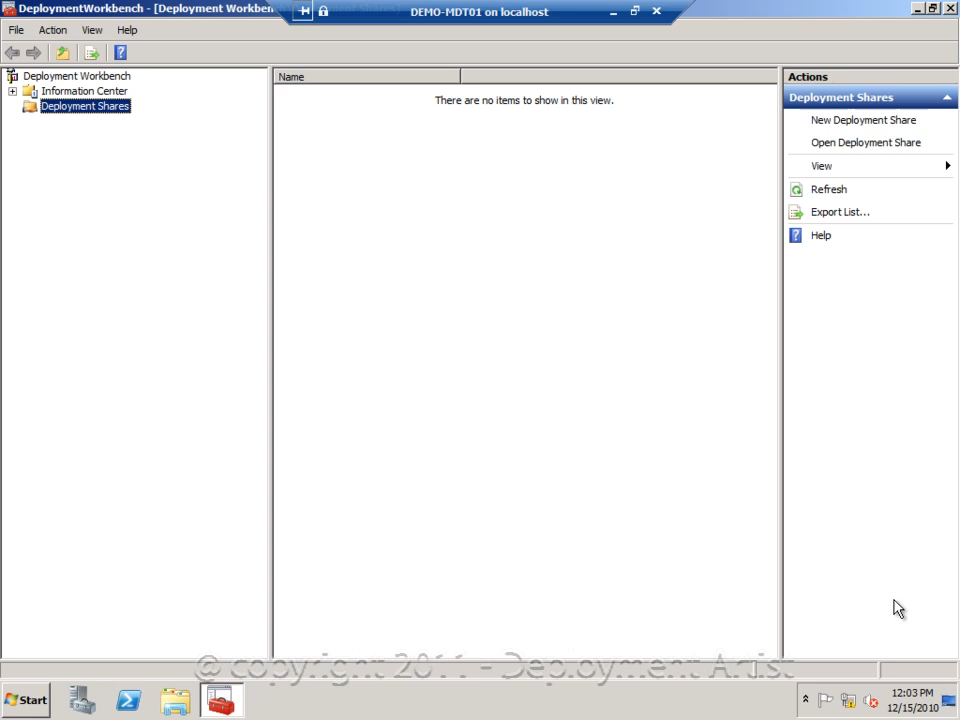 DeploymentWorkbench - [Deployment Workben
DEMO-MDT01 on localhost
File Action View Help
Deployment Workbench
Information Center
Deployment Shares
Name
There are no items to show in this view.
Actions
Deployment Shares
New Deployment Share
Open Deployment Share
View
Refresh
Export List...
Help
© copyright 2011 - Deployment Artist
Start
12:03 PM
12/15/2010